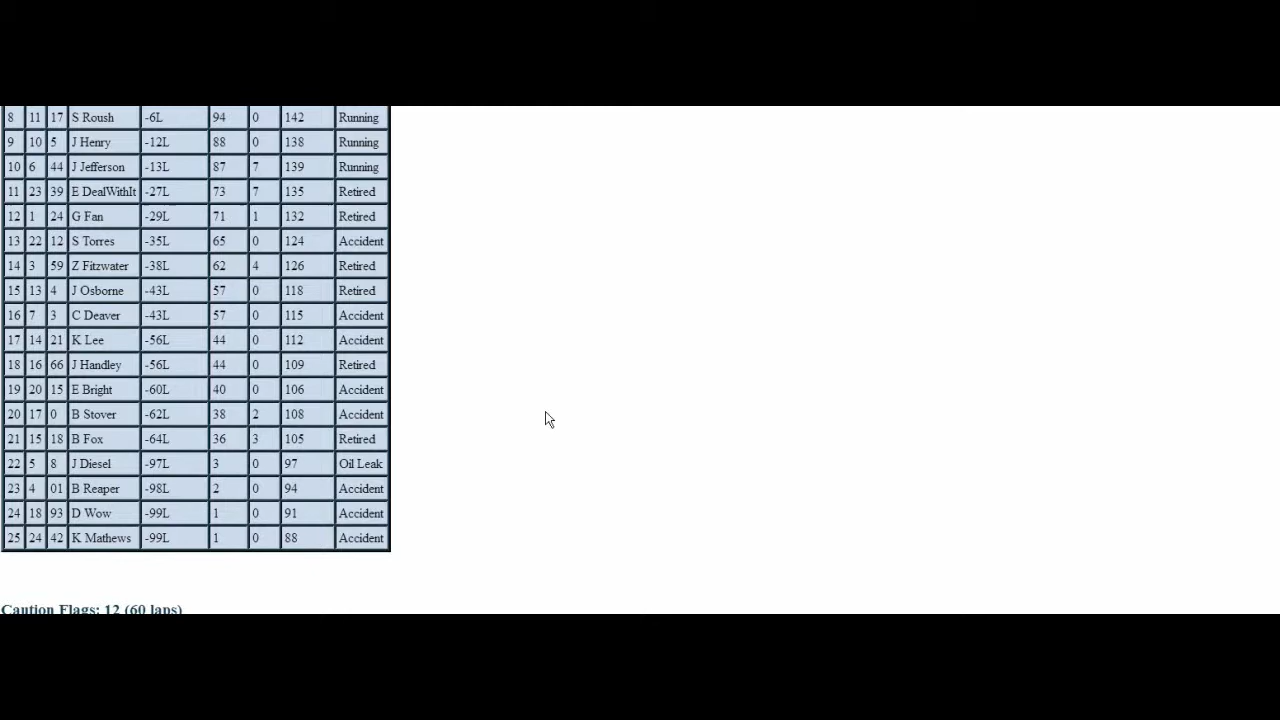 8 11 17 S Roush -6L 94 0 142 Running
9 10 5 J Henry -12L 88 0 138 Running
10 6 44 J Jefferson -13L 87 7 139 Running
11 23 39 E DealWithIt -27L 73 7 135 Retired
12 1 24 G Fan -29L 71 1 132 Retired
13 22 12 S Torres -35L 65 0 124 Accident
14 3 59 Z Fitzwater -38L 62 4 126 Retired
15 13 4 J Osborne -43L 57 0 118 Retired
16 7 3 C Deaver -43L 57 0 115 Accident
17 14 21 K Lee -56L 44 0 112 Accident
18 16 66 J Handley -56L 44 0 109 Retired
19 20 15 E Bright -60L 40 0 106 Accident
20 17 0 B Stover -62L 38 2 108 Accident
21 15 18 B Fox -64L 36 3 105 Retired
22 5 8 J Diesel -97L 3 0 97 Oil Leak
23 4 01 B Reaper -98L 2 0 94 Accident
24 18 93 D Wow -99L 1 0 91 Accident
25 24 42 K Mathews -99L 1 0 88 Accident
Caution Flags: 12 (60 laps)